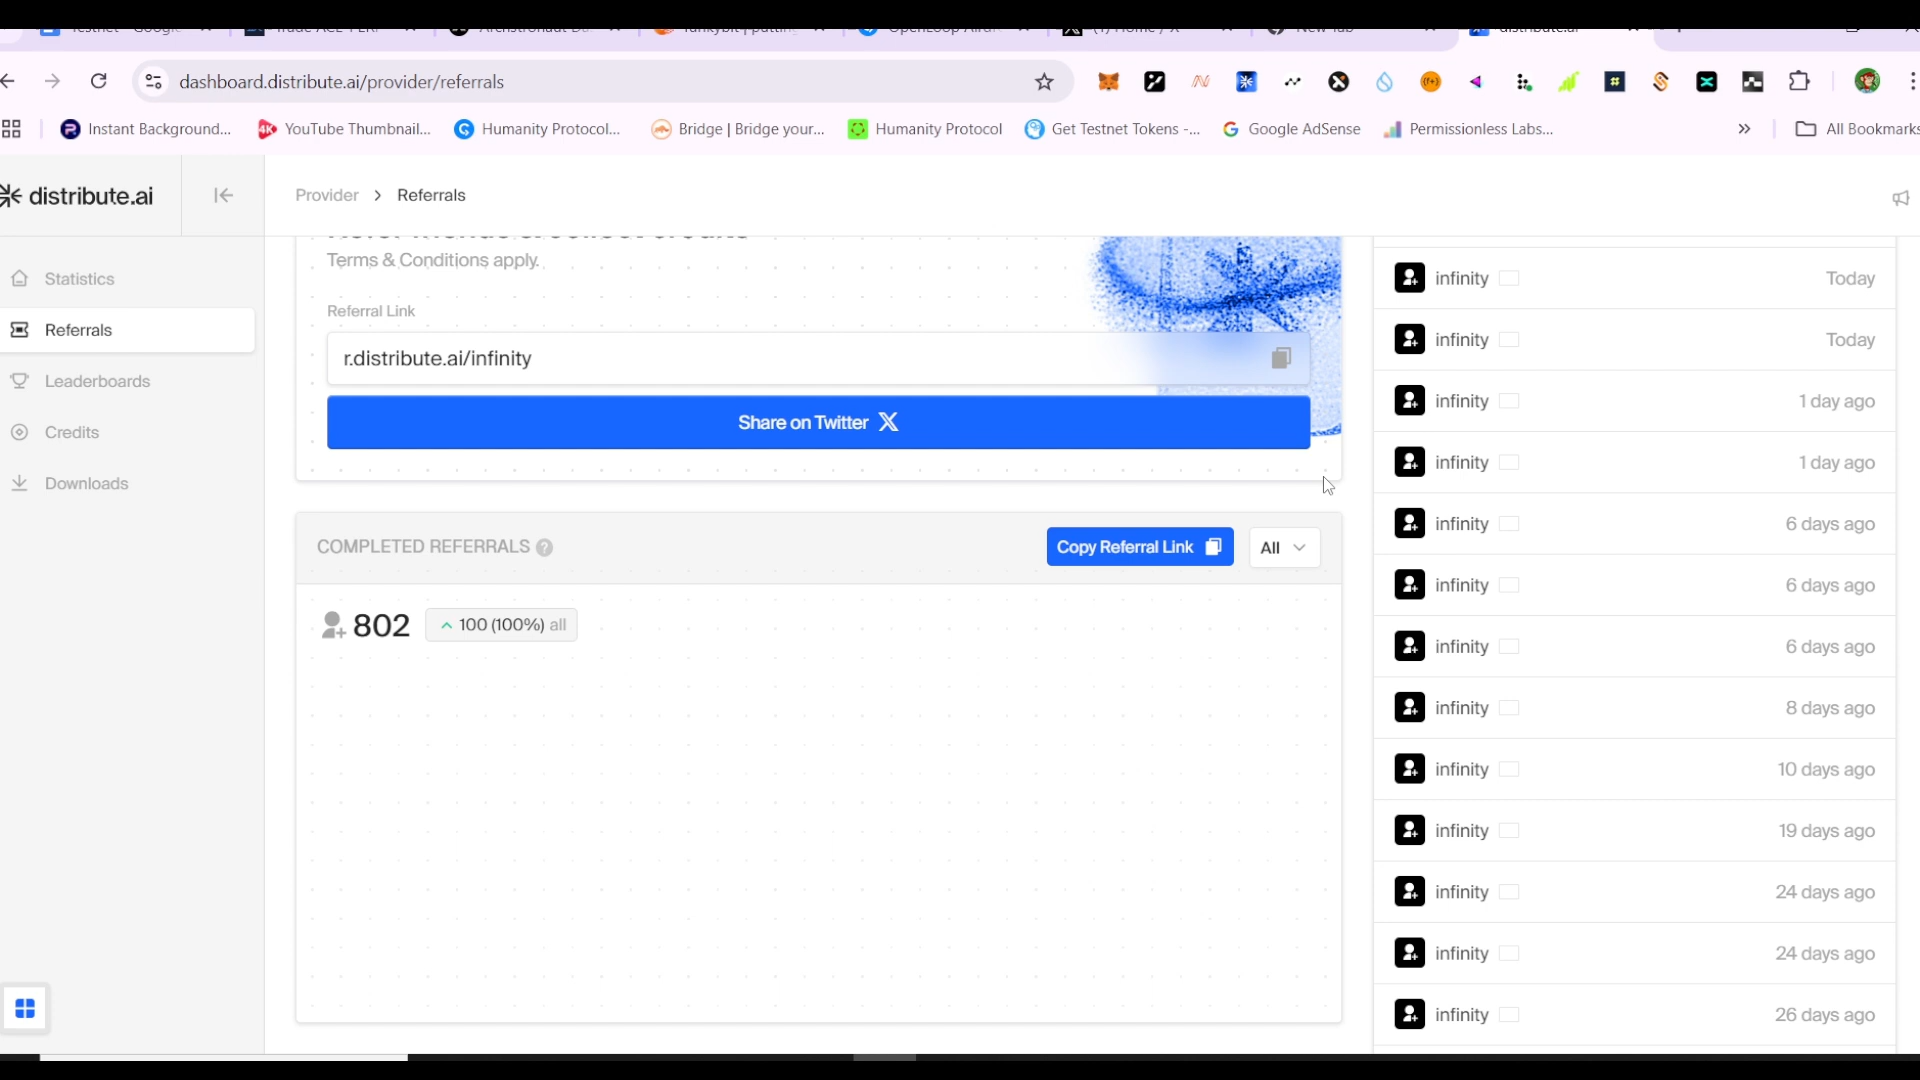 dashboard.distribute.ai/provider/referrals
Instant Background... YouTube Thumbnail... Humanity Protocol... Bridge | Bridge your... Humanity Protocol Get Testnet Tokens -... Google AdSense Permissionless Labs... » All Bookmarks
distribute.ai
Provider > Referrals
Statistics
Referrals
Leaderboards
Credits
Downloads
Terms & Conditions apply.
Referral Link
r.distribute.ai/infinity
Share on Twitter X
COMPLETED REFERRALS ?
Copy Referral Link
All
802 100 (100%) all
infinity Today
infinity Today
infinity 1 day ago
infinity 1 day ago
infinity 6 days ago
infinity 6 days ago
infinity 6 days ago
infinity 8 days ago
infinity 10 days ago
infinity 19 days ago
infinity 24 days ago
infinity 24 days ago
infinity 26 days ago